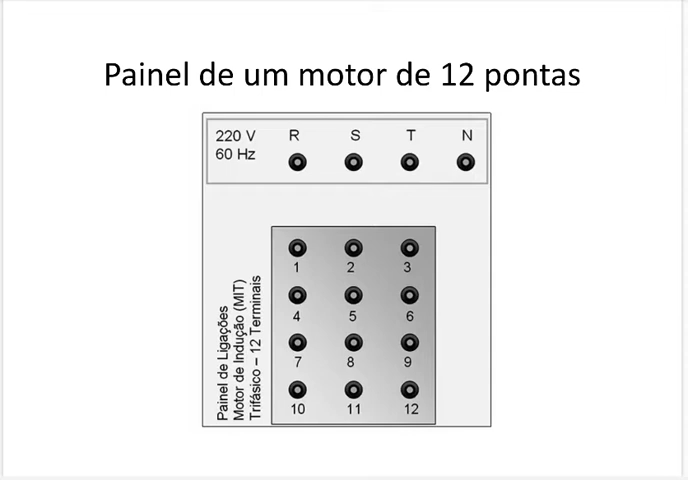 Painel de um motor de 12 pontas
220 V
60 Hz
R S T N
1 2 3
4 5 6
7 8 9
10 11 12
Painel de Ligações
Motor de Indução (MIT)
Trifásico – 12 Terminais